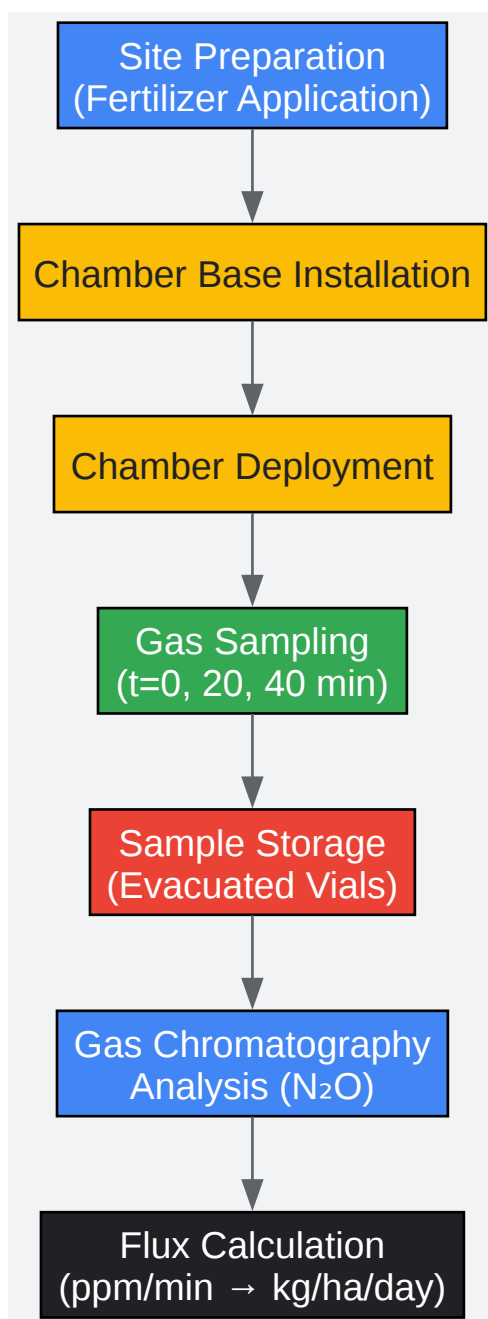 Site Preparation
(Fertilizer Application)
Chamber Base Installation
Chamber Deployment
Gas Sampling
(t=0, 20, 40 min)
Sample Storage
(Evacuated Vials)
Gas Chromatography
Analysis (N₂O)
Flux Calculation
(ppm/min → kg/ha/day)